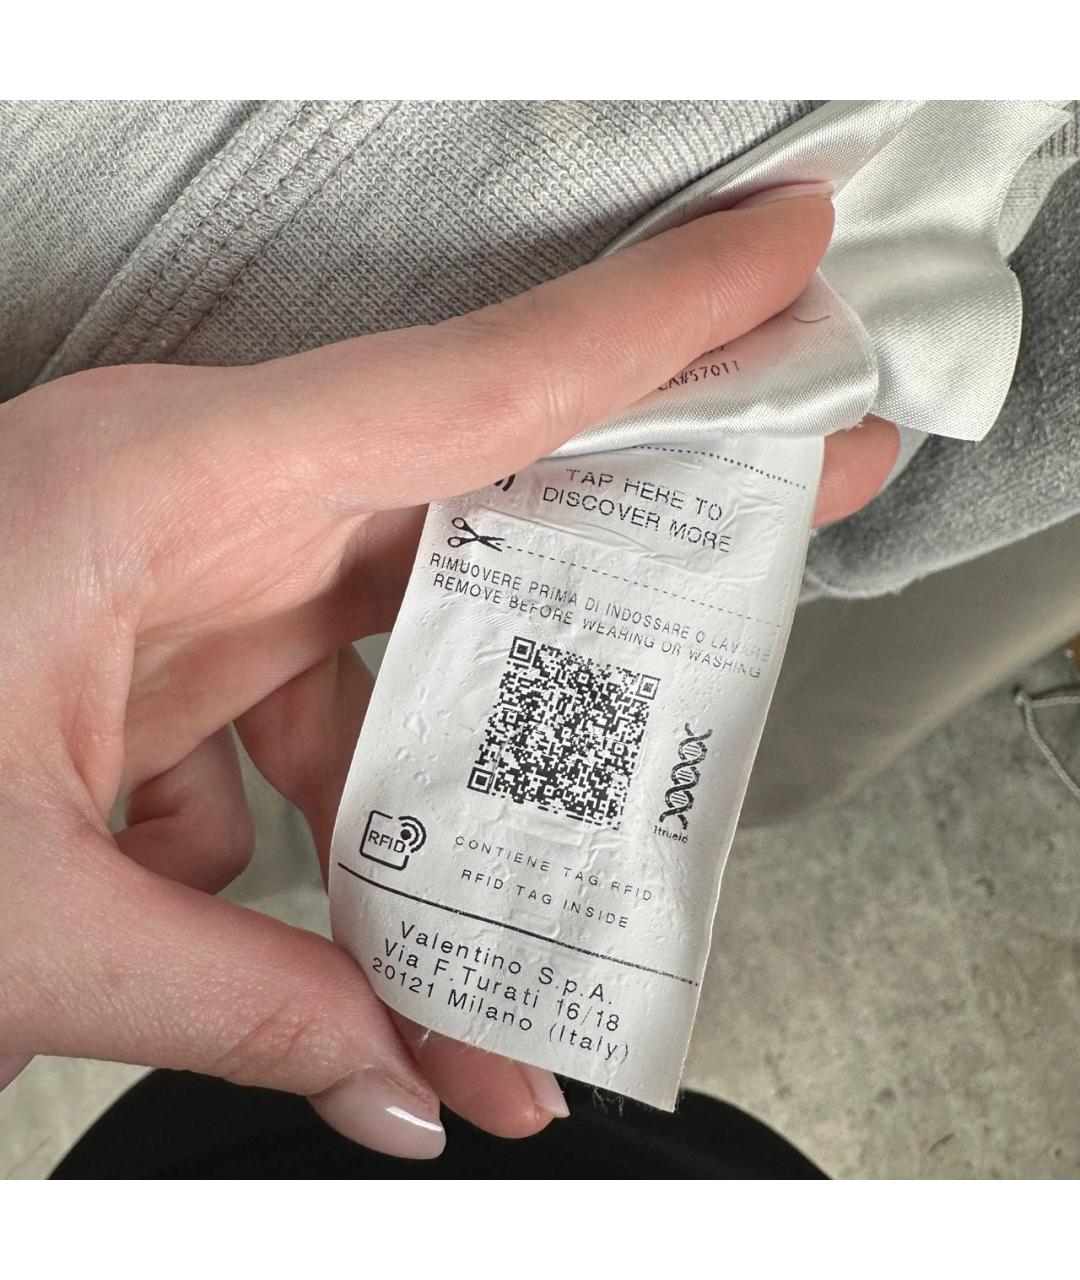 CA#57011
TAP HERE TO
DISCOVER MORE
RIMUOVERE PRIMA DI INDOSSARE O LAVARE
REMOVE BEFORE WEARING OR WASHING
1trueid
RFID
CONTIENE TAG RFID
RFID TAG INSIDE
Valentino S.p.A.
Via F.Turati 16/18
20121 Milano (Italy)